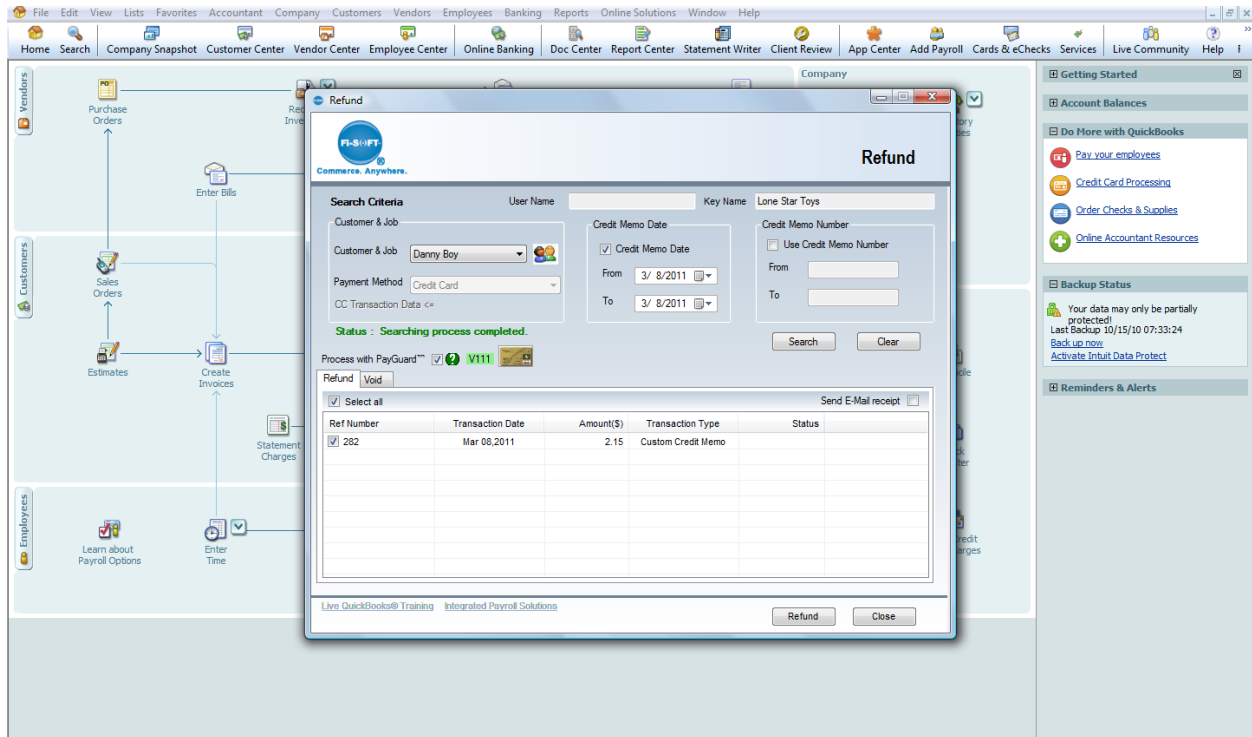 File Edit View Lists Favorites Accountant Company Customers Vendors Employees Banking Reports Online Solutions Window Help
Home Search Company Snapshot Customer Center Vendor Center Employee Center Online Banking Doc Center Report Center Statement Writer Client Review App Center Add Payroll Cards & eChecks Services Live Community Help
Vendors
Purchase
Orders
Enter Bills
Company
Customers
Sales
Orders
Estimates
Create
Invoices
Statement
Charges
Employees
Learn about
Payroll Options
Enter
Time
Refund
Fi-SOFT
Commerce. Anywhere.
Refund
Search Criteria User Name Key Name Lone Star Toys
Customer & Job Credit Memo Date Credit Memo Number
Customer & Job Danny Boy Credit Memo Date Use Credit Memo Number
Payment Method Credit Card From 3/ 8/2011 From
CC Transaction Data <= To 3/ 8/2011 To
Status : Searching process completed.
Search Clear
Process with PayGuard™ V111
Refund Void
Select all Send E-Mail receipt
Ref Number Transaction Date Amount($) Transaction Type Status
282 Mar 08,2011 2.15 Custom Credit Memo
Live QuickBooks® Training Integrated Payroll Solutions
Refund Close
Getting Started
Account Balances
Do More with QuickBooks
Pay your employees
Credit Card Processing
Order Checks & Supplies
Online Accountant Resources
Backup Status
Your data may only be partially
protected!
Last Backup 10/15/10 07:33:24
Back up now
Activate Intuit Data Protect
Reminders & Alerts